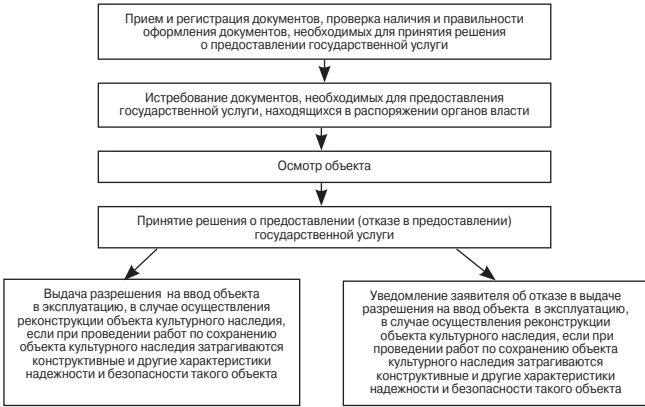 Прием и регистрация документов, проверка наличия и правильности
оформления документов, необходимых для принятия решения
о предоставлении государственной услуги
Истребование документов, необходимых для предоставления
государственной услуги, находящихся в распоряжении органов власти
Осмотр объекта
Принятие решения о предоставлении (отказе в предоставлении)
государственной услуги
Выдача разрешения на ввод объекта
в эксплуатацию, в случае осуществления
реконструкции объекта культурного наследия,
если при проведении работ по сохранению
объекта культурного наследия затрагиваются
конструктивные и другие характеристики
надежности и безопасности такого объекта
Уведомление заявителя об отказе в выдаче
разрешения на ввод объекта в эксплуатацию,
в случае осуществления реконструкции
объекта культурного наследия, если при
проведении работ по сохранению объекта
культурного наследия затрагиваются
конструктивные и другие характеристики
надежности и безопасности такого объекта